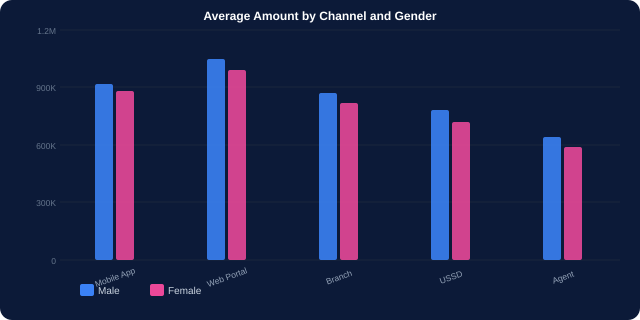 Average Amount by Channel and Gender
1.2M
900K
600K
300K
0
Mobile App
Web Portal
Branch
USSD
Agent
Male
Female